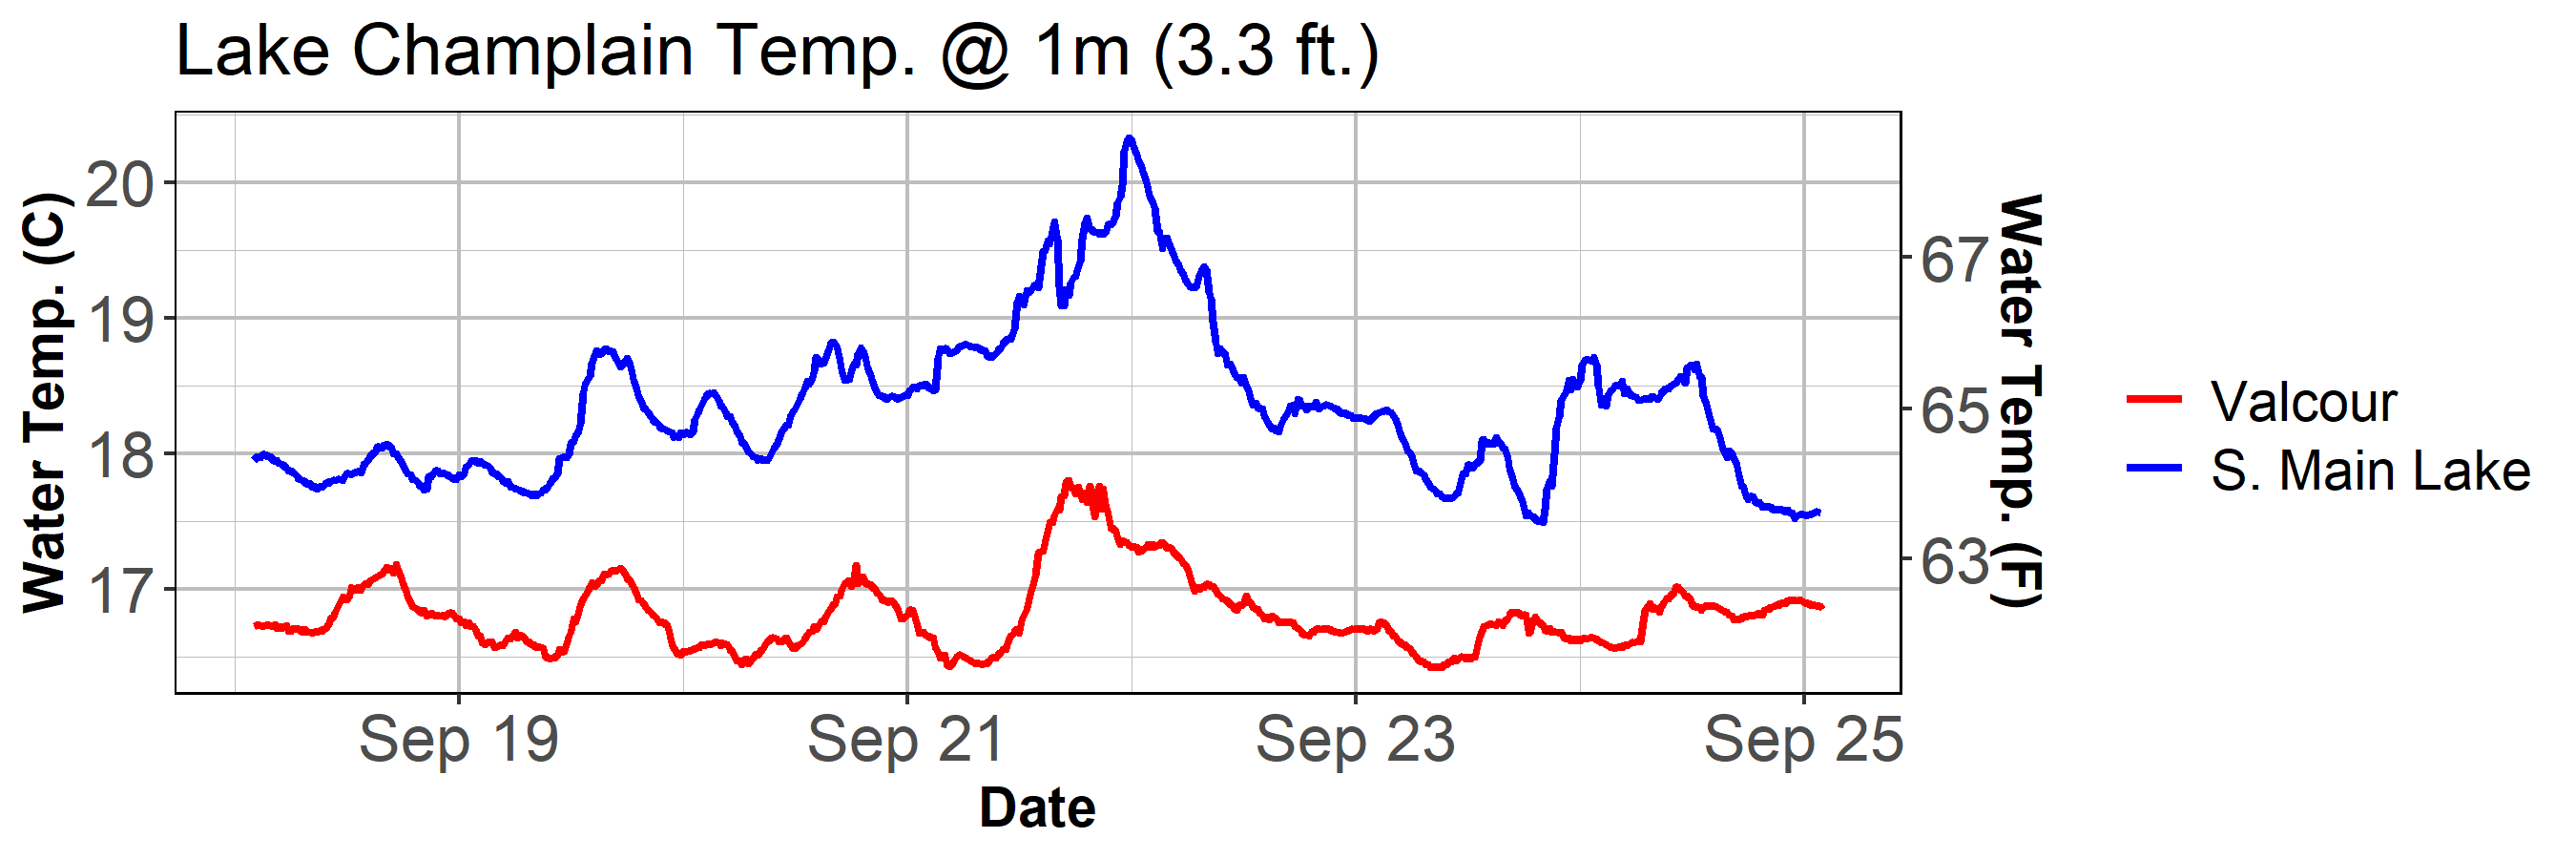 Lake Champlain Temp. @ 1m (3.3 ft.)
Water Temp. (C)
20
19
18
17
67
65
63
Water Temp. (F)
Sep 19
Sep 21
Sep 23
Sep 25
Date
Valcour
S. Main Lake